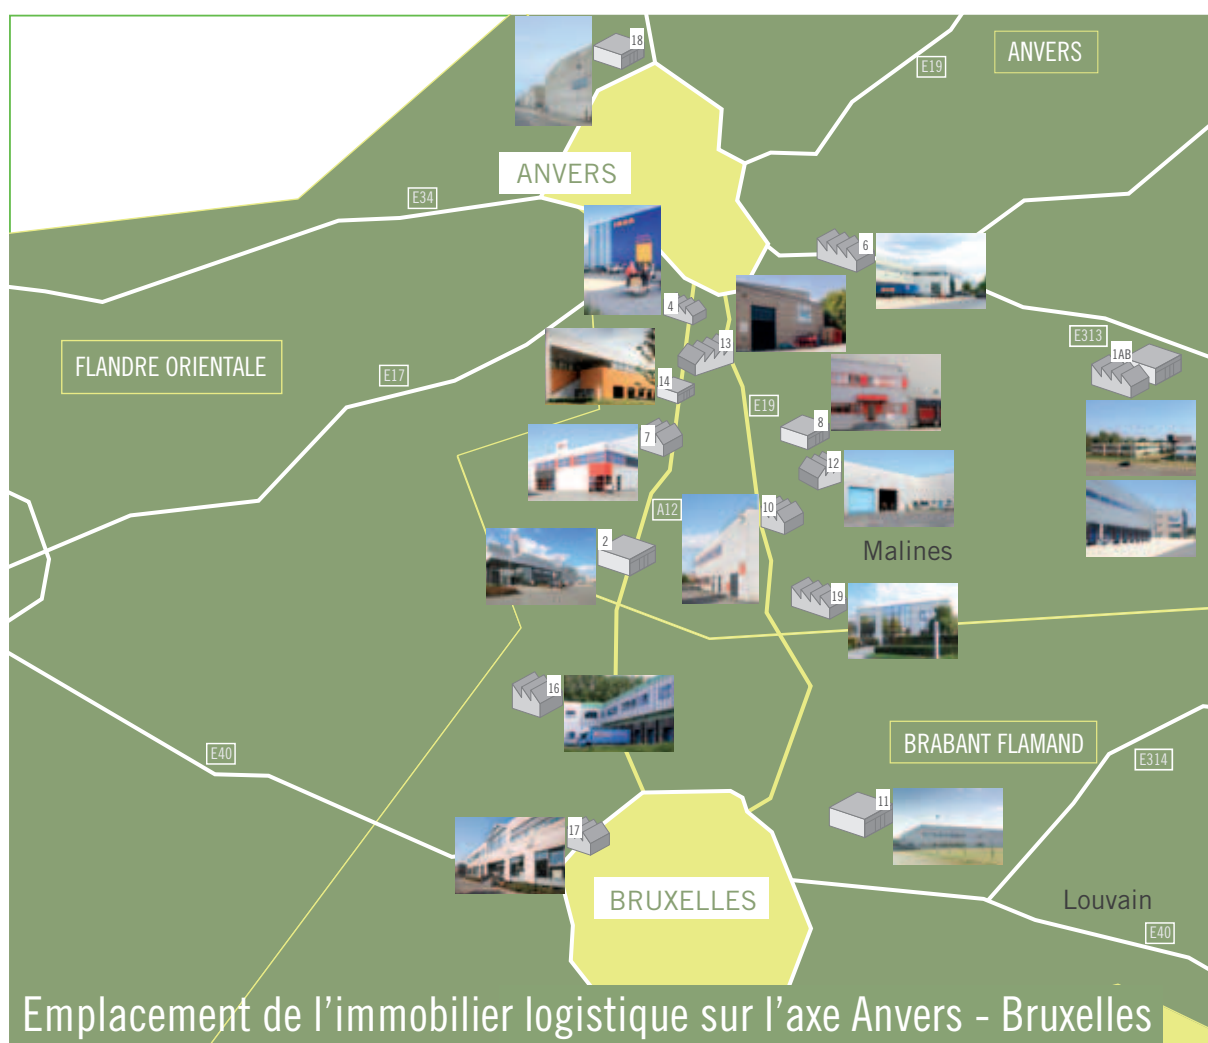 18
E19
ANVERS
ANVERS
E34
6
4
E313
13
1AB
FLANDRE ORIENTALE
E17
14
E19
8
7
12
A12
10
2
Malines
19
16
BRABANT FLAMAND
E40
E314
11
17
BRUXELLES
Louvain
E40
Emplacement de l'immobilier logistique sur l'axe Anvers - Bruxelles